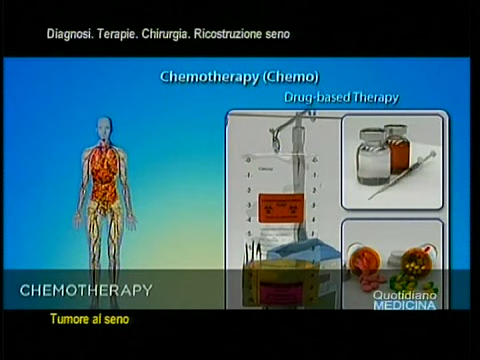 Diagnosi. Terapie. Chirurgia. Ricostruzione seno
Chemotherapy (Chemo)
Drug-based Therapy
CHEMOTHERAPY
Quotidiano
MEDICINA
Tumore al seno